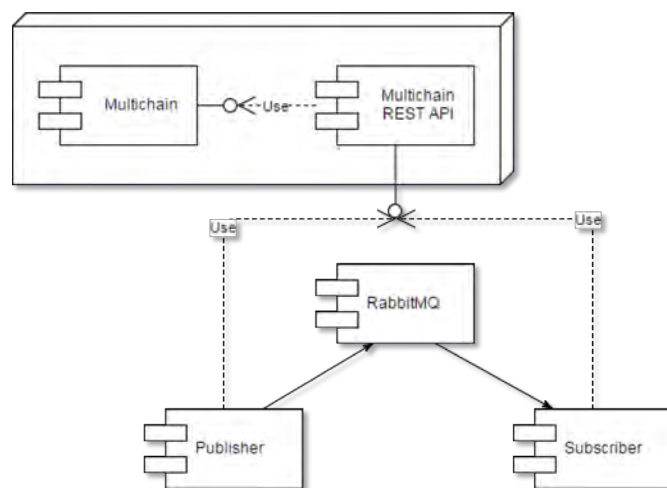 Multichain
Use
Multichain
REST API
Use
Use
RabbitMQ
Publisher
Subscriber